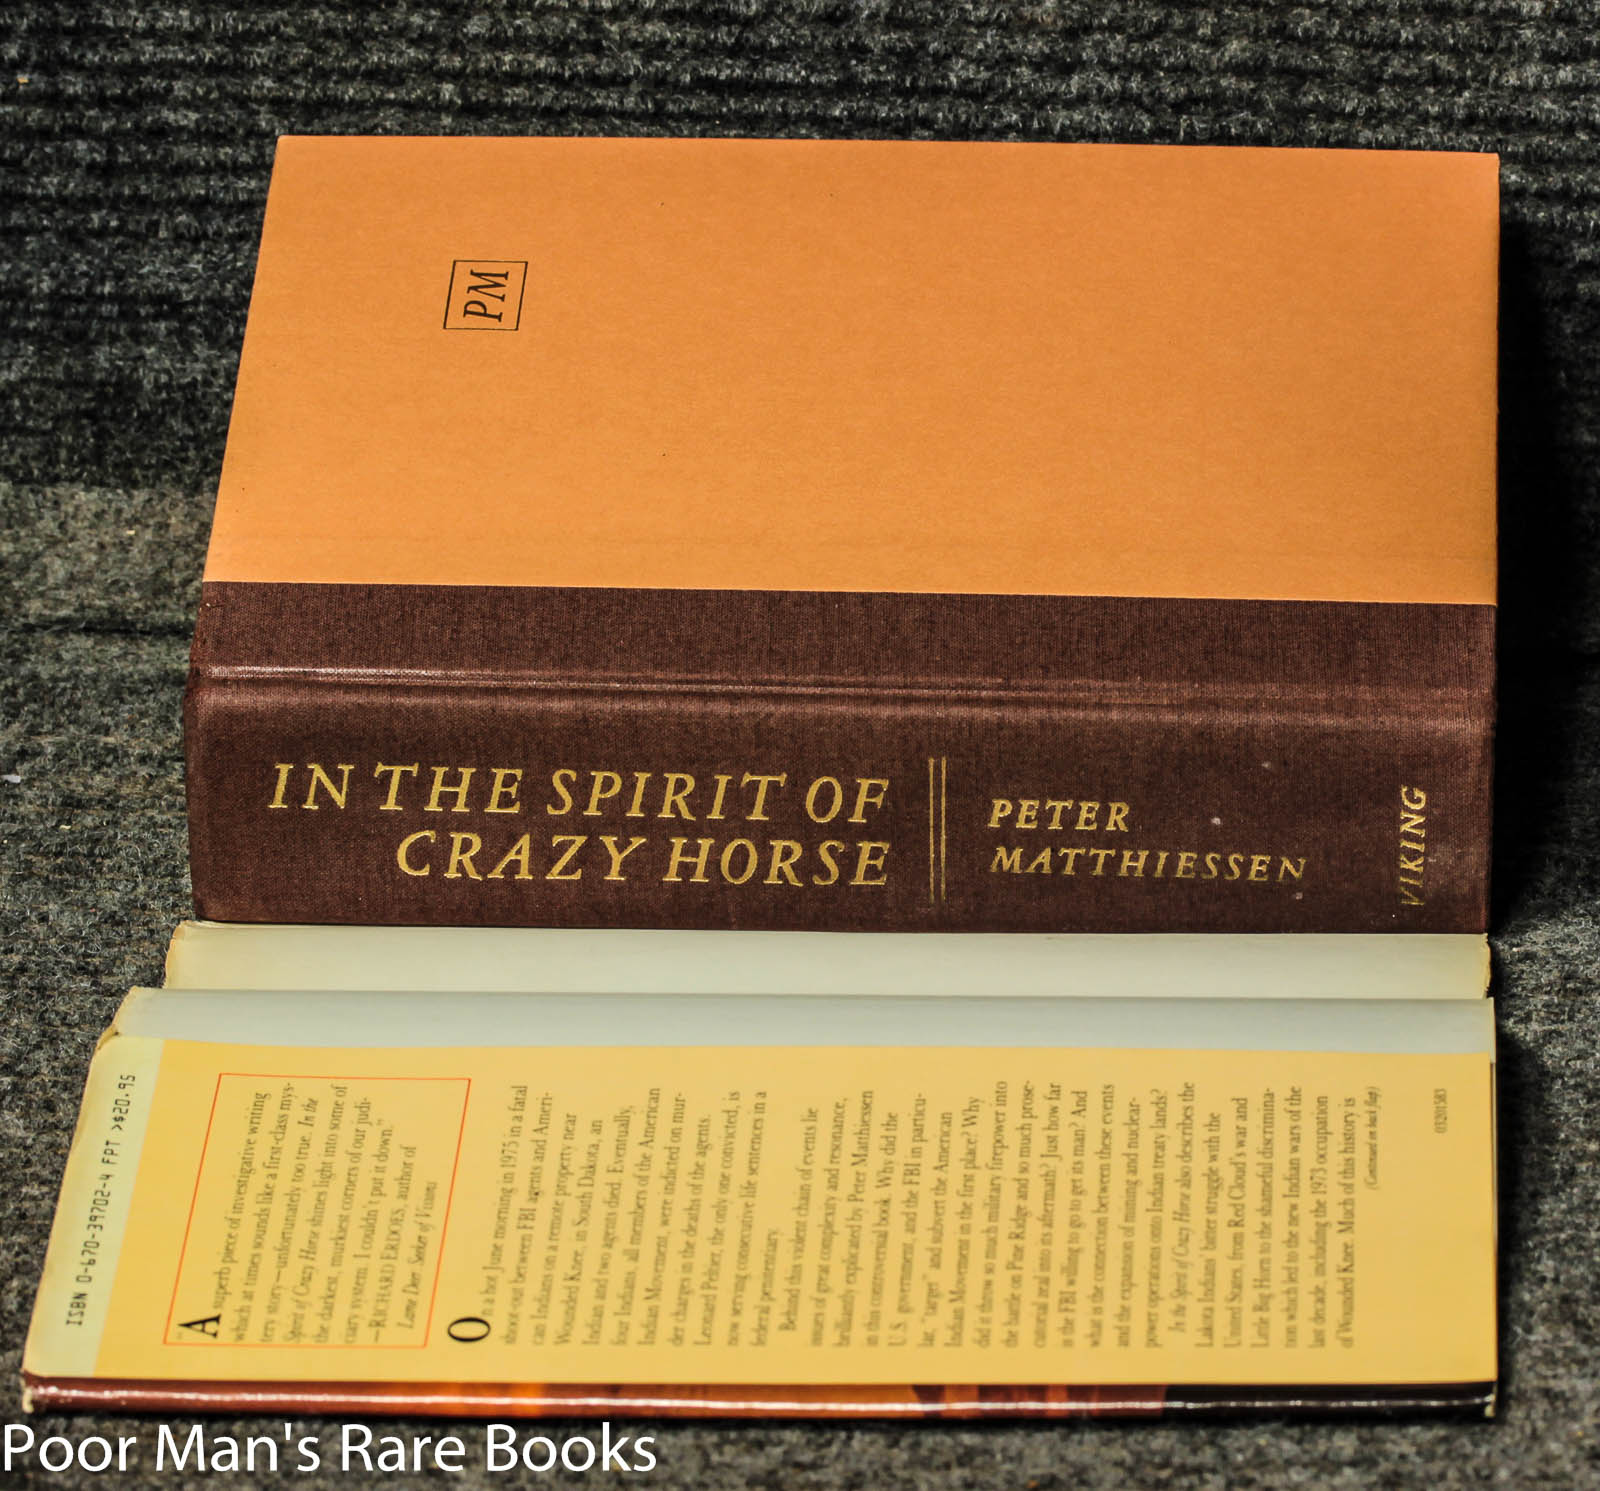 PM
IN THE SPIRIT OF
CRAZY HORSE
PETER
MATTHIESSEN
VIKING
ISBN 0-670-39702-4 FPT >$20.95
"A superb piece of investigative writing
which at times sounds like a first-class mys-
tery story—unfortunately too true. In the
Spirit of Crazy Horse shines light into some of
the darkest, murkiest corners of our judi-
ciary system. I couldn't put it down."
—RICHARD ERDOES, author of
Lame Deer: Seeker of Visions
On a hot June morning in 1975 in a fatal
shoot-out between FBI agents and Ameri-
can Indians on a remote property near
Wounded Knee, in South Dakota, an
Indian and two agents died. Eventually,
four Indians, all members of the American
Indian Movement, were indicted on mur-
der charges in the deaths of the agents.
Leonard Peltier, the only one convicted, is
now serving consecutive life sentences in a
federal penitentiary.
Behind this violent chain of events lie
issues of great complexity and resonance,
brilliantly explicated by Peter Matthiessen
in this controversial book. Why did the
U.S. government, and the FBI in particu-
lar, "target" and subvert the American
Indian Movement in the first place? Why
did it throw so much military firepower into
the battle on Pine Ridge and so much prose-
cutorial zeal into its aftermath? Just how far
is the FBI willing to go to get its man? And
what is the connection between these events
and the expansion of mining and nuclear-
power operations onto Indian treaty lands?
In the Spirit of Crazy Horse also describes the
Lakota Indians' bitter struggle with the
United States, from Red Cloud's war and
Little Big Horn to the shameful discrimina-
tion which led to the new Indian wars of the
last decade, including the 1973 occupation
of Wounded Knee. Much of this history is
(Continued on back flap)
03201583
Poor Man's Rare Books